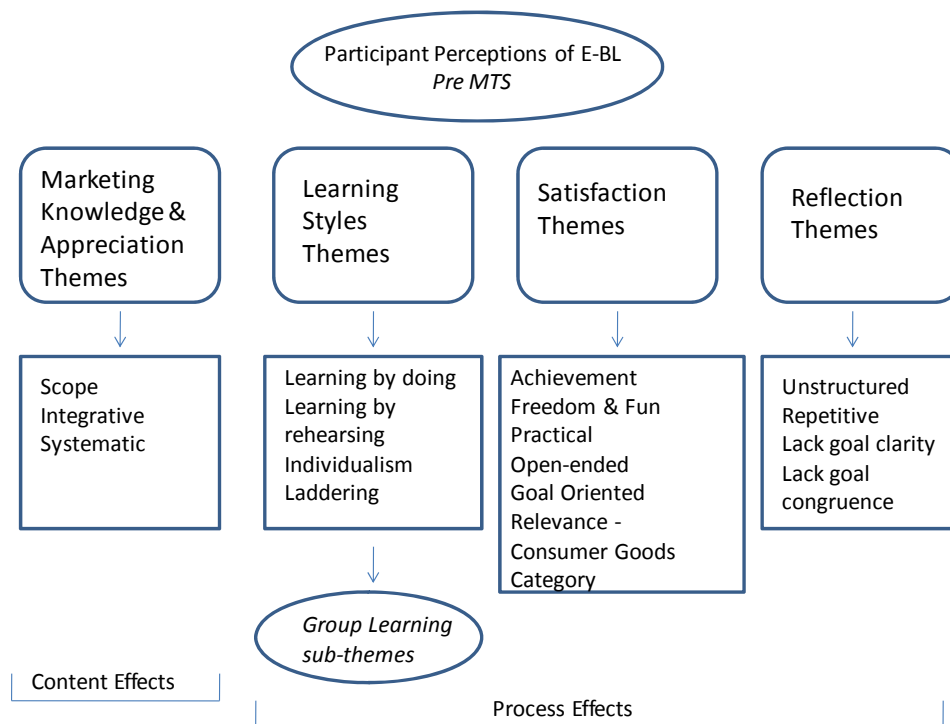 Participant Perceptions of E-BL
Pre MTS
Marketing
Knowledge &
Appreciation
Themes
Learning
Styles
Themes
Satisfaction
Themes
Reflection
Themes
Scope
Integrative
Systematic
Learning by doing
Learning by
rehearsing
Individualism
Laddering
Achievement
Freedom & Fun
Practical
Open-ended
Goal Oriented
Relevance -
Consumer Goods
Category
Unstructured
Repetitive
Lack goal clarity
Lack goal
congruence
Group Learning
sub-themes
Content Effects
Process Effects